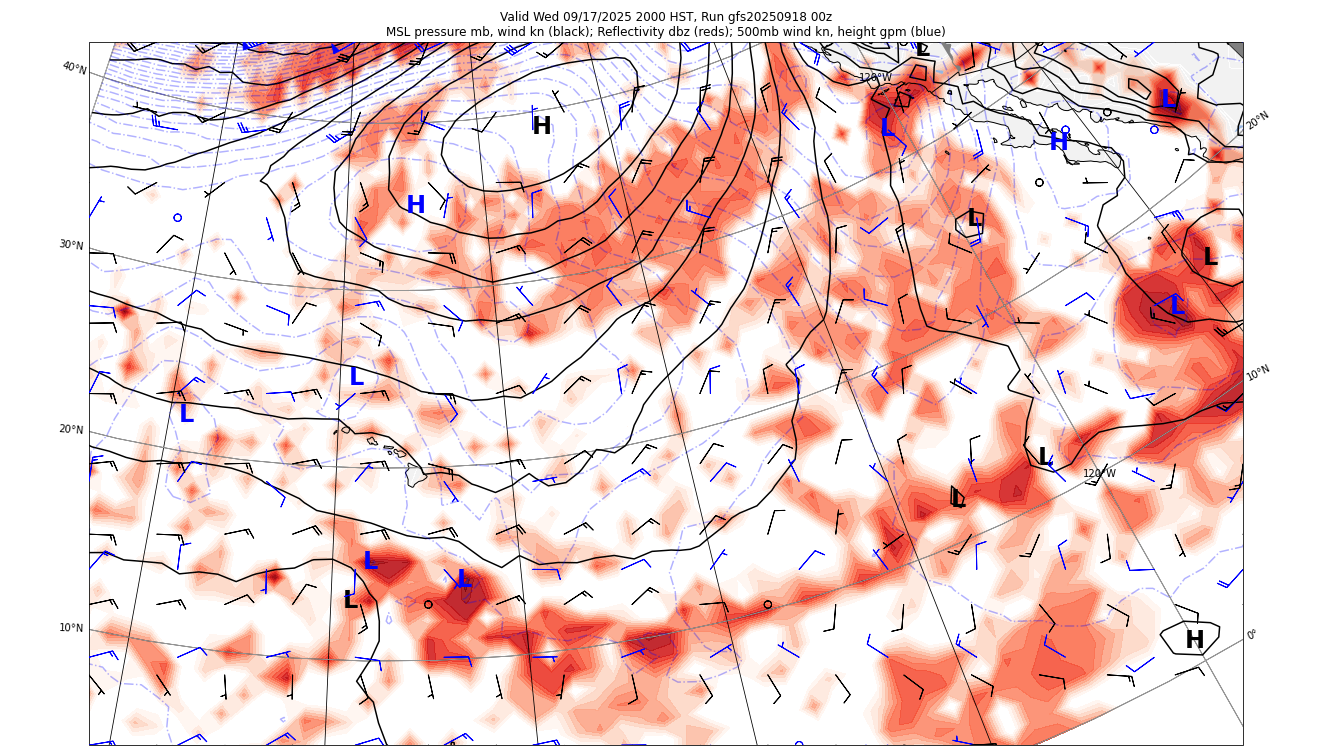 Valid Wed 09/17/2025 2000 HST, Run gfs20250918 00z
MSL pressure mb, wind kn (black); Reflectivity dbz (reds); 500mb wind kn, height gpm (blue)
L
40°N
120°W
L
L
20°N
H
H
H
L
30°N
L
L
L
10°N
L
20°N
L
120°W
L
L
L
L
10°N
0°
H